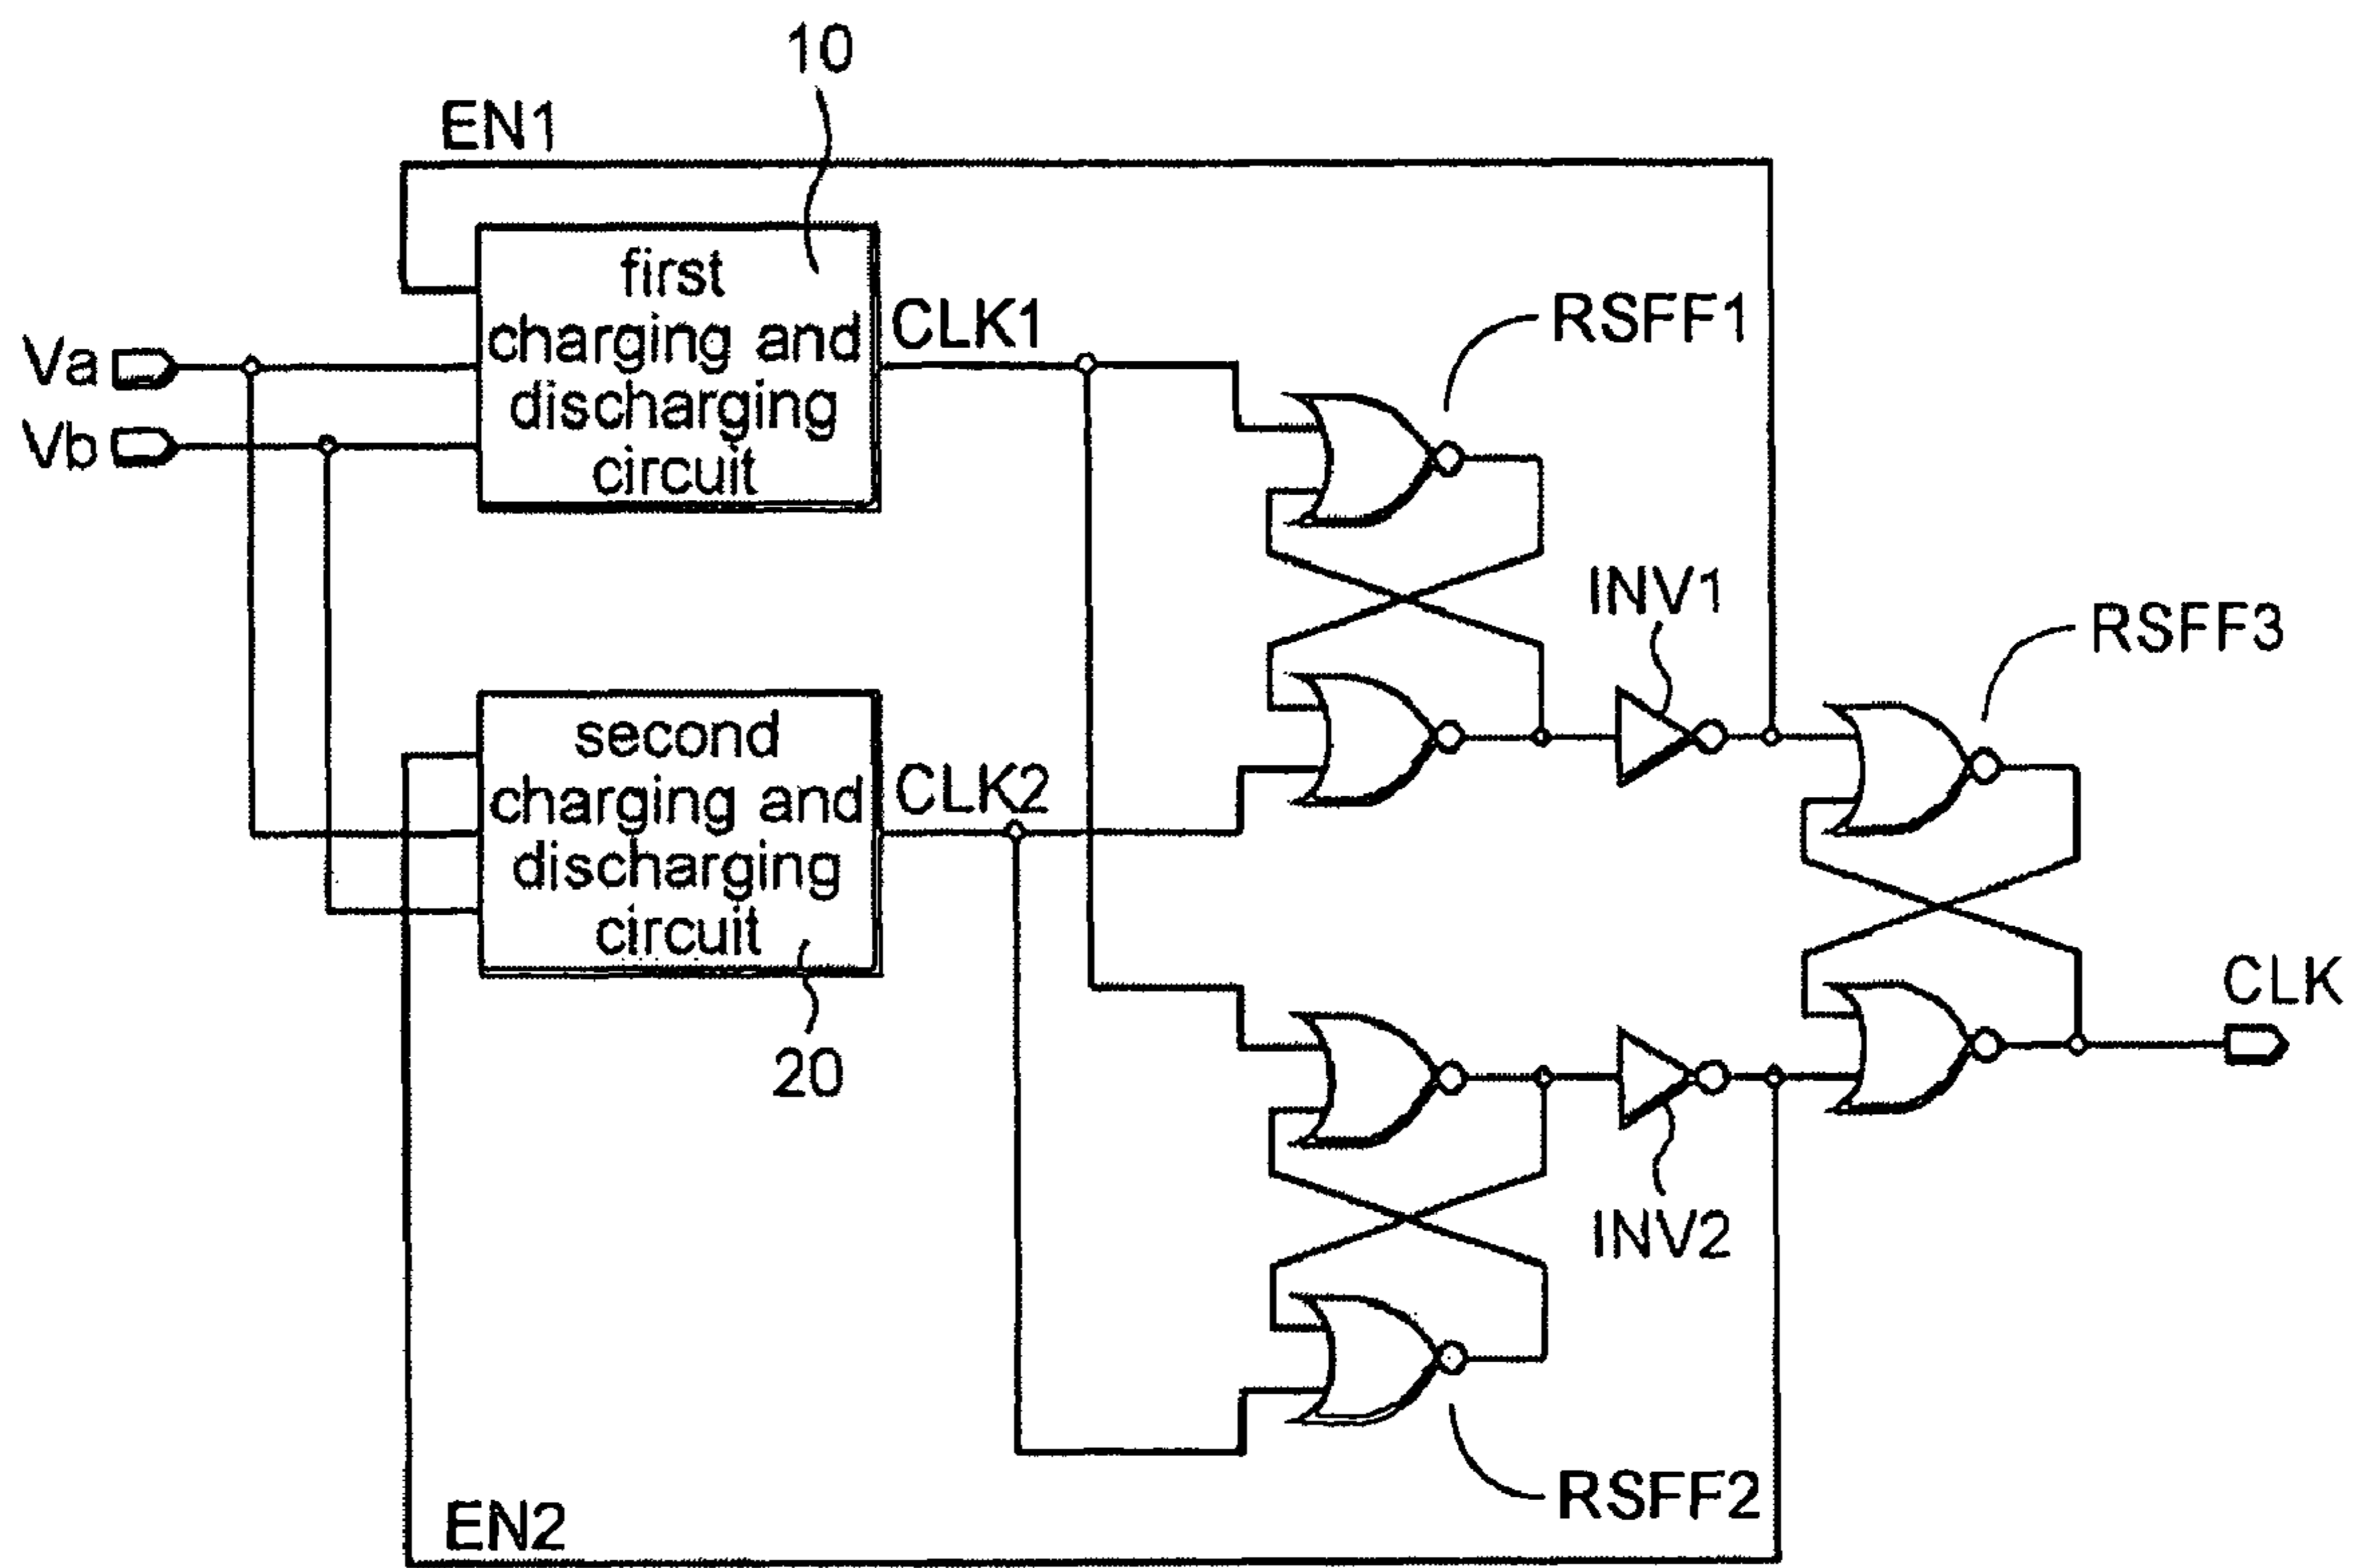 10
EN1
first
charging and
discharging
circuit
CLK1
RSFF1
Va
Vb
INV1
RSFF3
second
charging and
discharging
circuit
CLK2
20
CLK
INV2
RSFF2
EN2